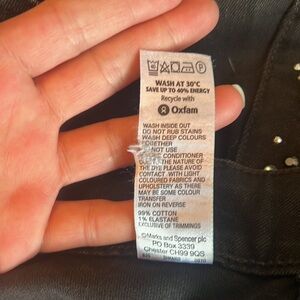 WASH AT 30°C
SAVE UP TO 40% ENERGY
Recycle with
Oxfam
WASH INSIDE OUT
DO NOT RUB STAINS
WASH DEEP COLOURS
TOGETHER
NOT USE
CONDITIONER
THE NATURE OF
THE DYE PLEASE AVOID
CONTACT WITH LIGHT
COLOURED FABRICS AND
UPHOLSTERY AS THERE
MAY BE SOME COLOUR
TRANSFER
IRON ON REVERSE
99% COTTON
1% ELASTANE
EXCLUSIVE OF TRIMMINGS
©Marks and Spencer plc
PO Box 3339
Chester CH99 9QS